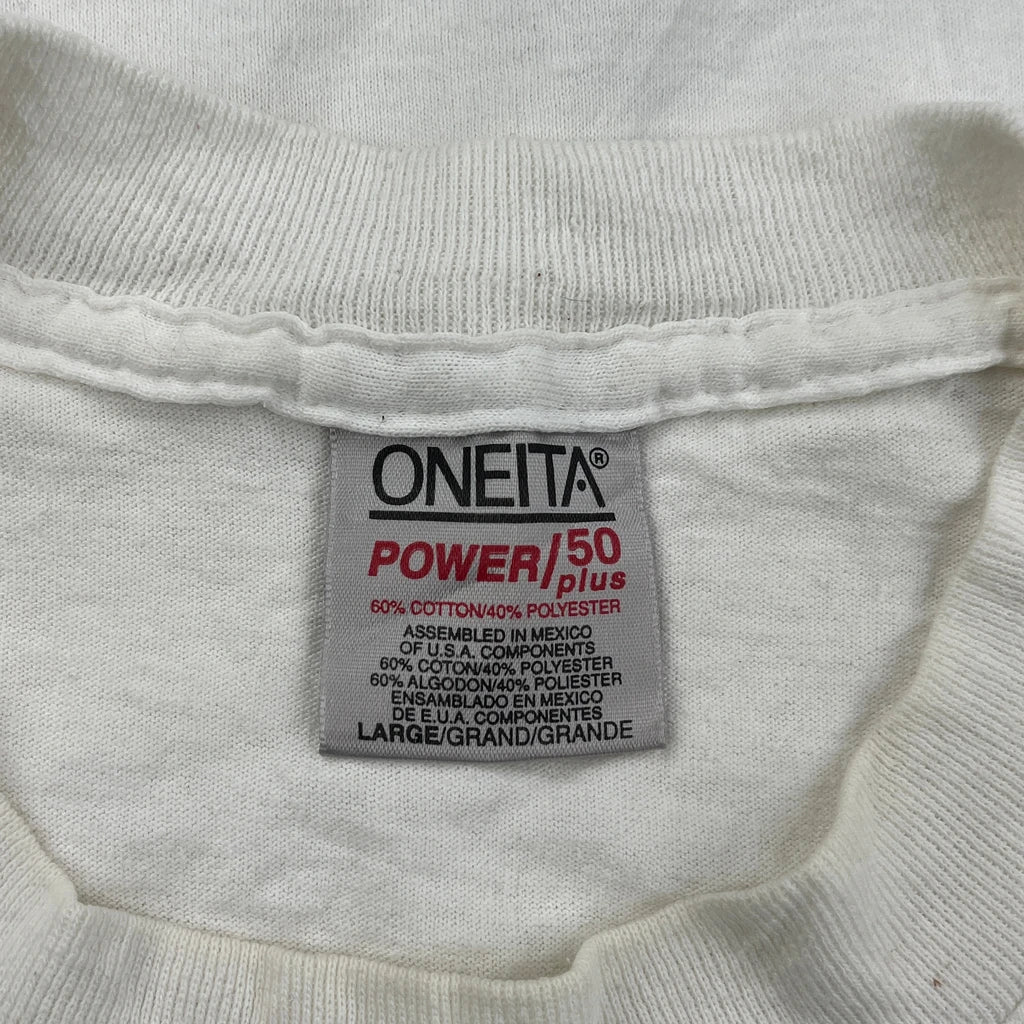 ONEITA®
POWER/50 plus
60% COTTON/40% POLYESTER
ASSEMBLED IN MEXICO
OF U.S.A. COMPONENTS
60% COTON/40% POLYESTER
60% ALGODON/40% POLIESTER
ENSAMBLADO EN MEXICO
DE E.U.A. COMPONENTES
LARGE/GRAND/GRANDE